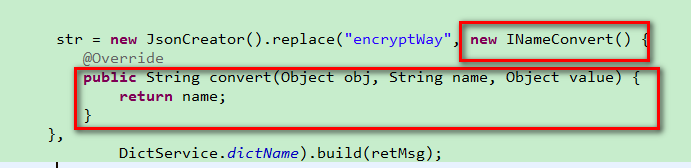 str = new JsonCreator().replace("encryptWay", new INameConvert() {
@Override
public String convert(Object obj, String name, Object value) {
return name;
}
},
DictService.dictName).build(retMsg);